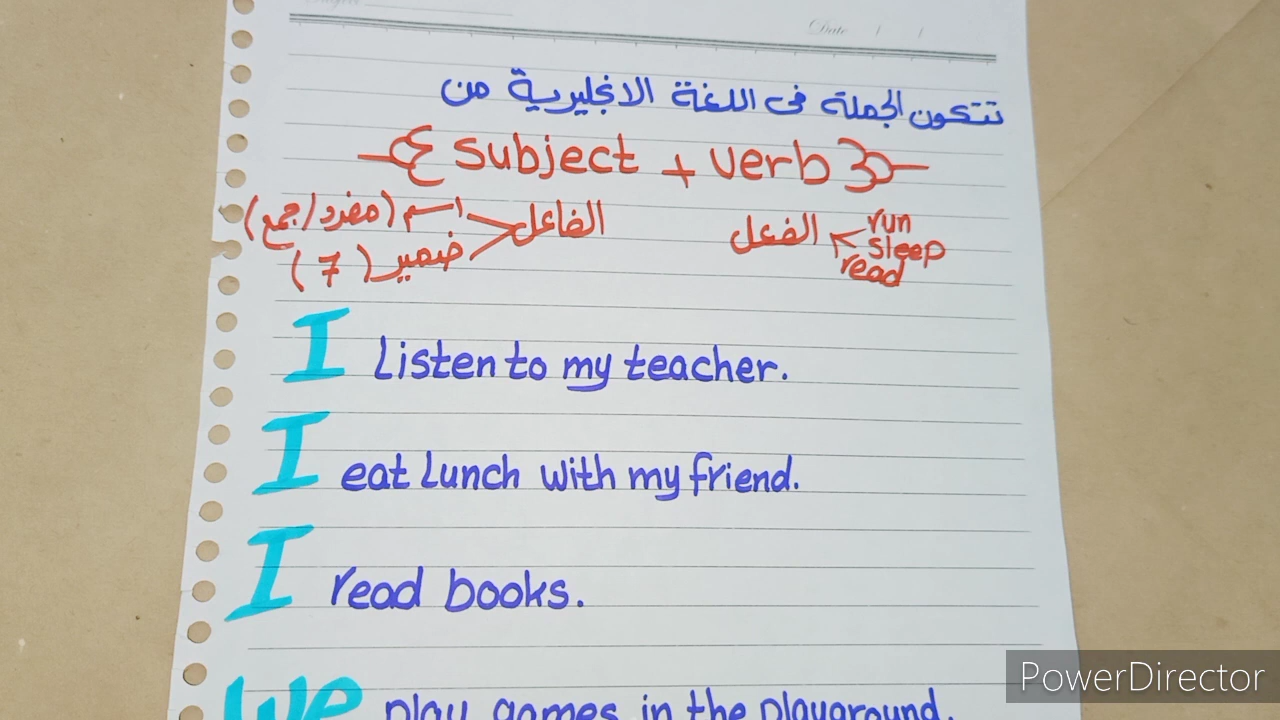 Date / /
تتكون الجملة فى اللغة الانجليزية من
Subject + verb
الفاعل اسم (مفرد/جمع)
ضمير (7)
الفعل run
sleep
read
I Listen to my teacher.
I eat Lunch with my friend.
I read books.
We play games in the playground.
PowerDirector